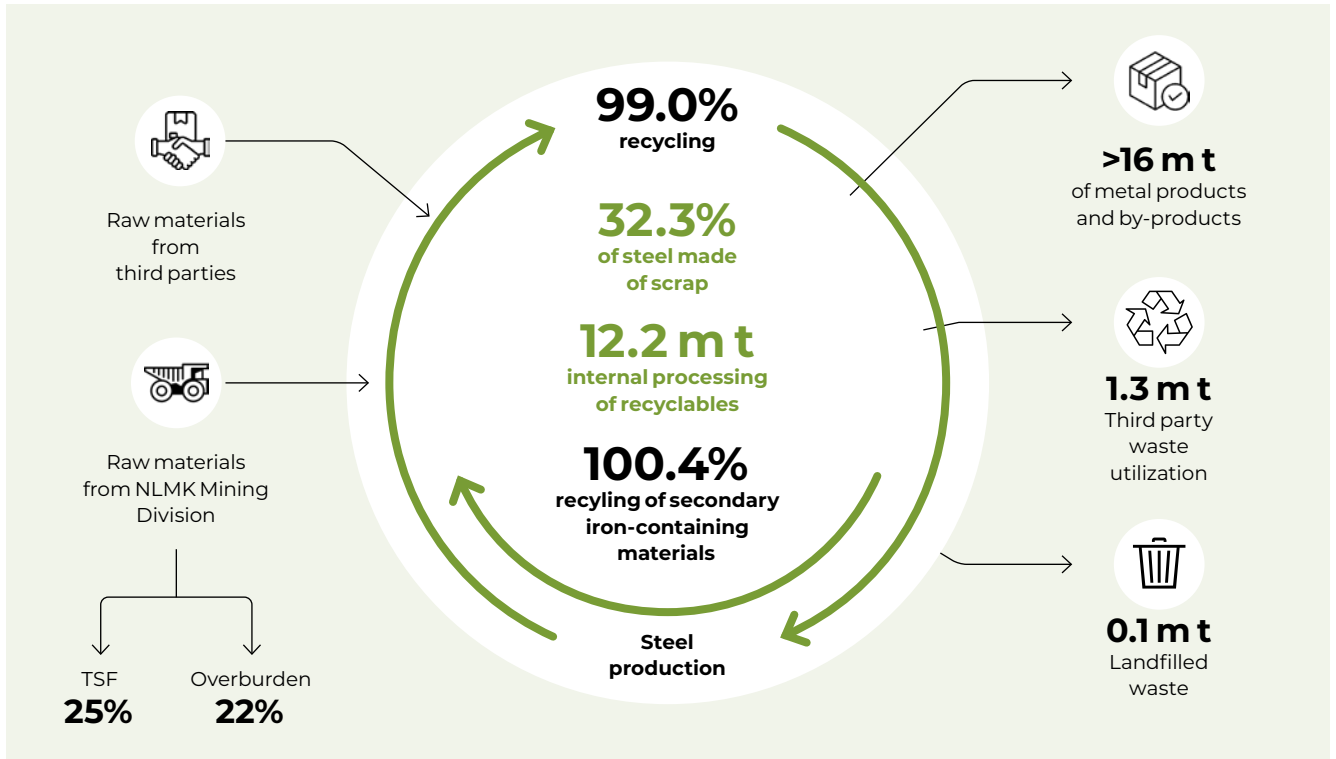 Raw materials
from
third parties
Raw materials
from NLMK Mining
Division
TSF
25%
Overburden
22%
99.0%
recycling
32.3%
of steel made
of scrap
12.2 m t
internal processing
of recyclables
100.4%
recyling of secondary
iron-containing
materials
Steel
production
>16 m t
of metal products
and by-products
1.3 m t
Third party
waste
utilization
0.1 m t
Landfilled
waste